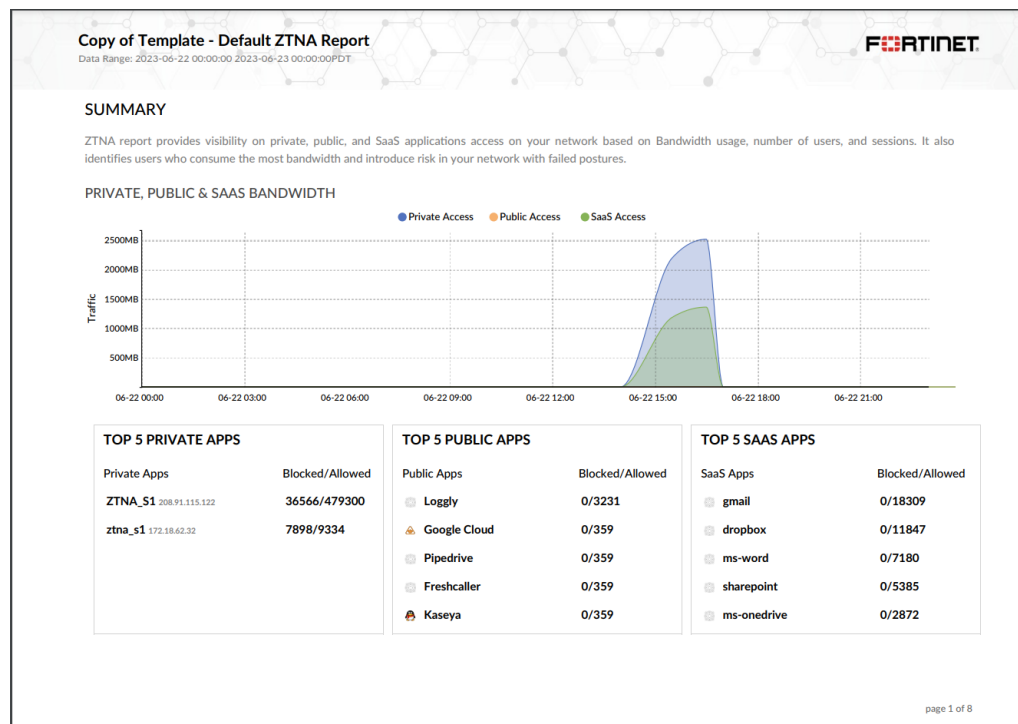 Copy of Template - Default ZTNA Report
Data Range: 2023-06-22 00:00:00 2023-06-23 00:00:00PDT
FORTINET
SUMMARY
ZTNA report provides visibility on private, public, and SaaS applications access on your network based on Bandwidth usage, number of users, and sessions. It also
identifies users who consume the most bandwidth and introduce risk in your network with failed postures.
PRIVATE, PUBLIC & SAAS BANDWIDTH
Private Access Public Access SaaS Access
Traffic
2500MB
2000MB
1500MB
1000MB
500MB
06-22 00:00 06-22 03:00 06-22 06:00 06-22 09:00 06-22 12:00 06-22 15:00 06-22 18:00 06-22 21:00
TOP 5 PRIVATE APPS
Private Apps Blocked/Allowed
ZTNA_S1 208.91.115.122 36566/479300
ztna_s1 172.18.62.32 7898/9334
TOP 5 PUBLIC APPS
Public Apps Blocked/Allowed
Loggly 0/3231
Google Cloud 0/359
Pipedrive 0/359
Freshcaller 0/359
Kaseya 0/359
TOP 5 SAAS APPS
SaaS Apps Blocked/Allowed
gmail 0/18309
dropbox 0/11847
ms-word 0/7180
sharepoint 0/5385
ms-onedrive 0/2872
page 1 of 8